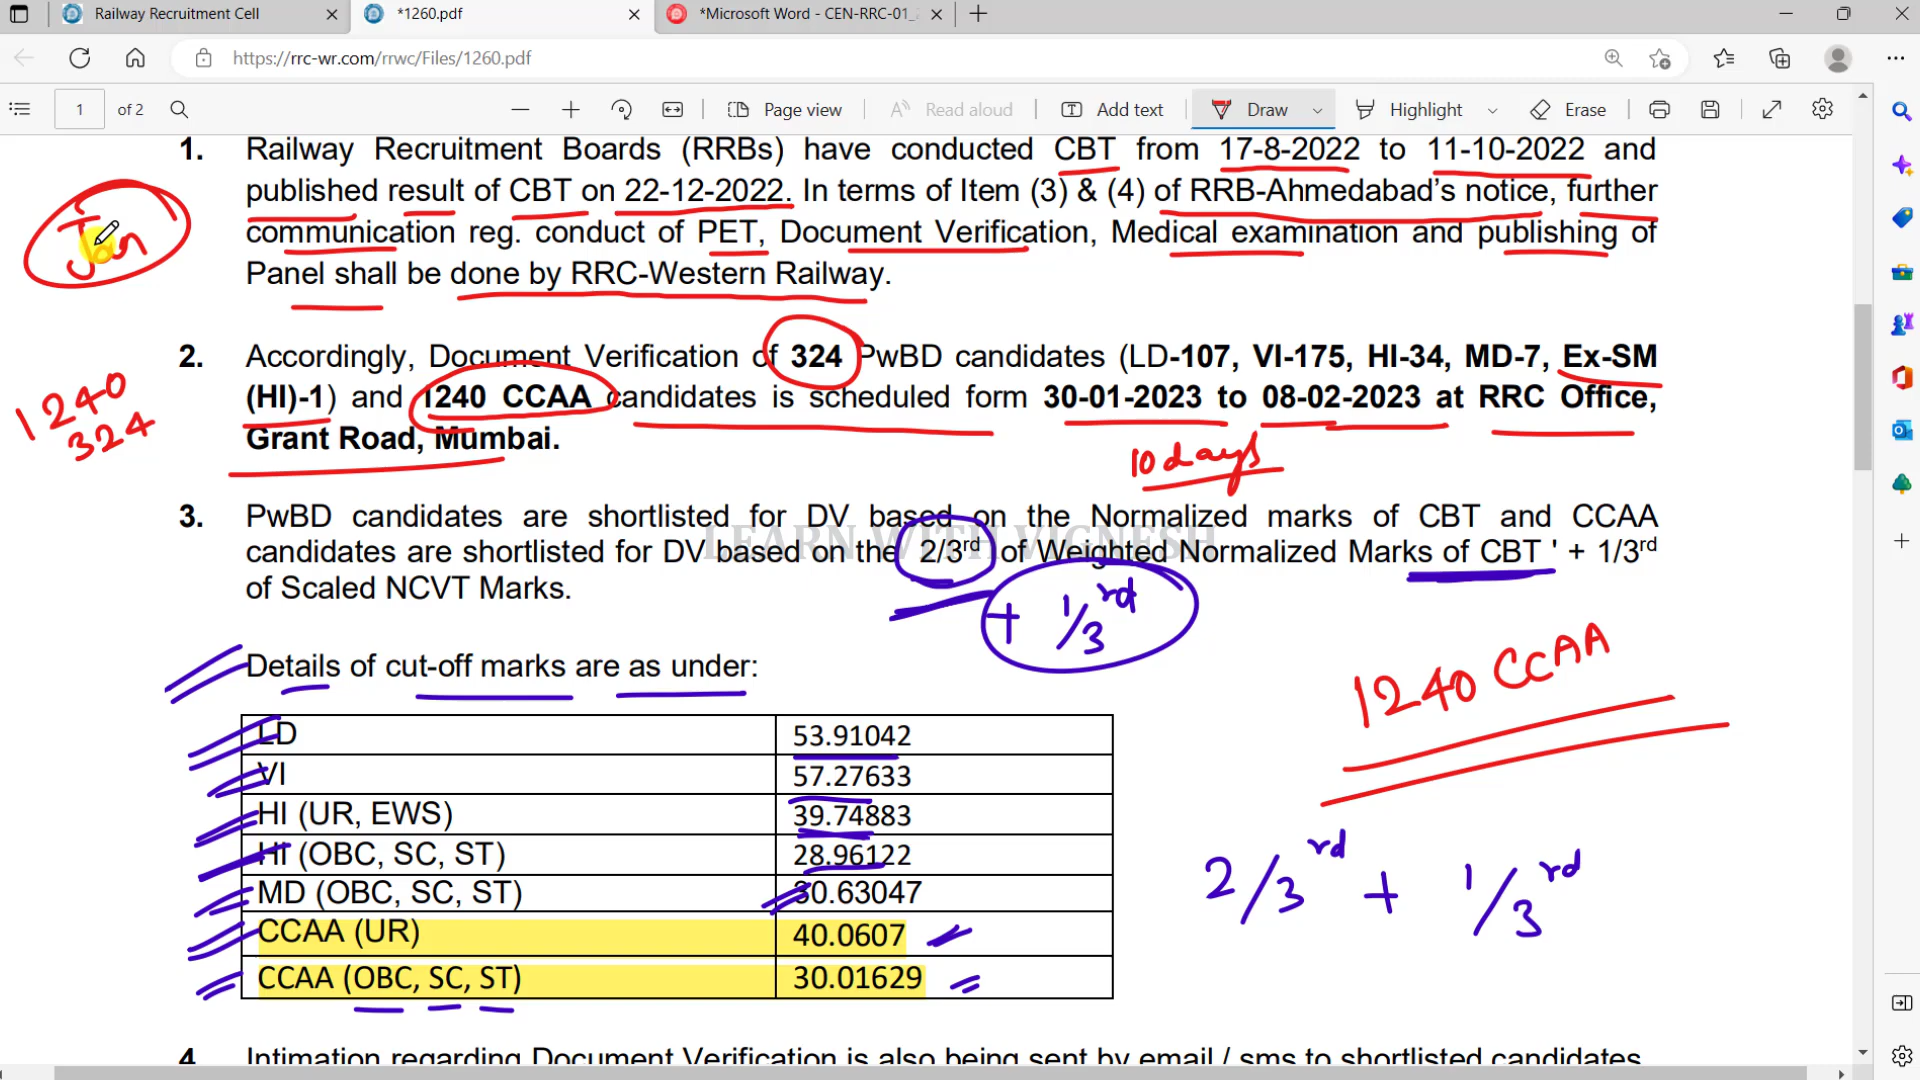 Railway Recruitment Cell
*1260.pdf
*Microsoft Word - CEN-RRC-01_
https://rrc-wr.com/rrwc/Files/1260.pdf
1 of 2
Page view
Read aloud
Add text
Draw
Highlight
Erase
1. Railway Recruitment Boards (RRBs) have conducted CBT from 17-8-2022 to 11-10-2022 and
published result of CBT on 22-12-2022. In terms of Item (3) & (4) of RRB-Ahmedabad's notice, further
communication reg. conduct of PET, Document Verification, Medical examination and publishing of
Panel shall be done by RRC-Western Railway.
Jan
2. Accordingly, Document Verification of 324 PwBD candidates (LD-107, VI-175, HI-34, MD-7, Ex-SM
(HI)-1) and 1240 CCAA candidates is scheduled form 30-01-2023 to 08-02-2023 at RRC Office,
Grant Road, Mumbai.
1240
324
10 days
3. PwBD candidates are shortlisted for DV based on the Normalized marks of CBT and CCAA
candidates are shortlisted for DV based on the 2/3rd of Weighted Normalized Marks of CBT ' + 1/3rd
of Scaled NCVT Marks.
LEARN WITH VIGNESH
+ 1/3rd
Details of cut-off marks are as under:
1240 CCAA
LD 53.91042
VI 57.27633
HI (UR, EWS) 39.74883
HI (OBC, SC, ST) 28.96122
MD (OBC, SC, ST) 30.63047
CCAA (UR) 40.0607
CCAA (OBC, SC, ST) 30.01629
2/3rd + 1/3rd
4. Intimation regarding Document Verification is also being sent by email / sms to shortlisted candidates